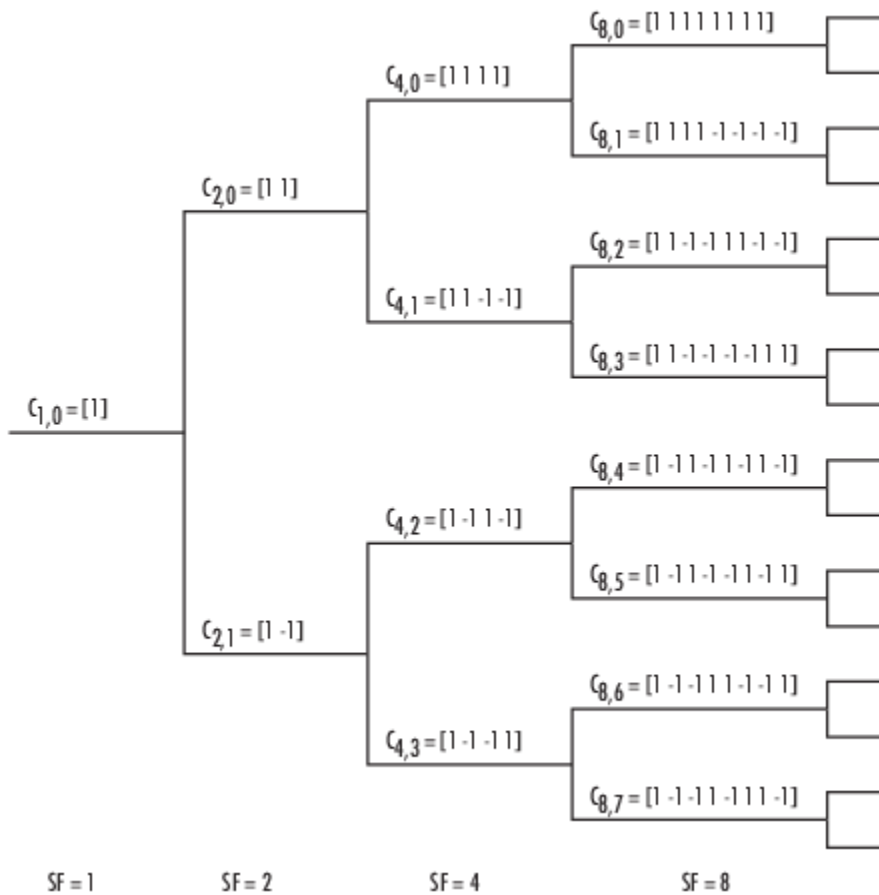 C8,0 = [1 1 1 1 1 1 1 1]
C4,0 = [1 1 1 1]
C8,1 = [1 1 1 1 -1 -1 -1 -1]
C2,0 = [1 1]
C8,2 = [1 1 -1 -1 1 1 -1 -1]
C4,1 = [1 1 -1 -1]
C8,3 = [1 1 -1 -1 -1 -1 1 1]
C1,0 = [1]
C8,4 = [1 -1 1 -1 1 -1 1 -1]
C4,2 = [1 -1 1 -1]
C8,5 = [1 -1 1 -1 -1 1 -1 1]
C2,1 = [1 -1]
C8,6 = [1 -1 -1 1 1 -1 -1 1]
C4,3 = [1 -1 -1 1]
C8,7 = [1 -1 -1 1 -1 1 1 -1]
SF = 1 SF = 2 SF = 4 SF = 8